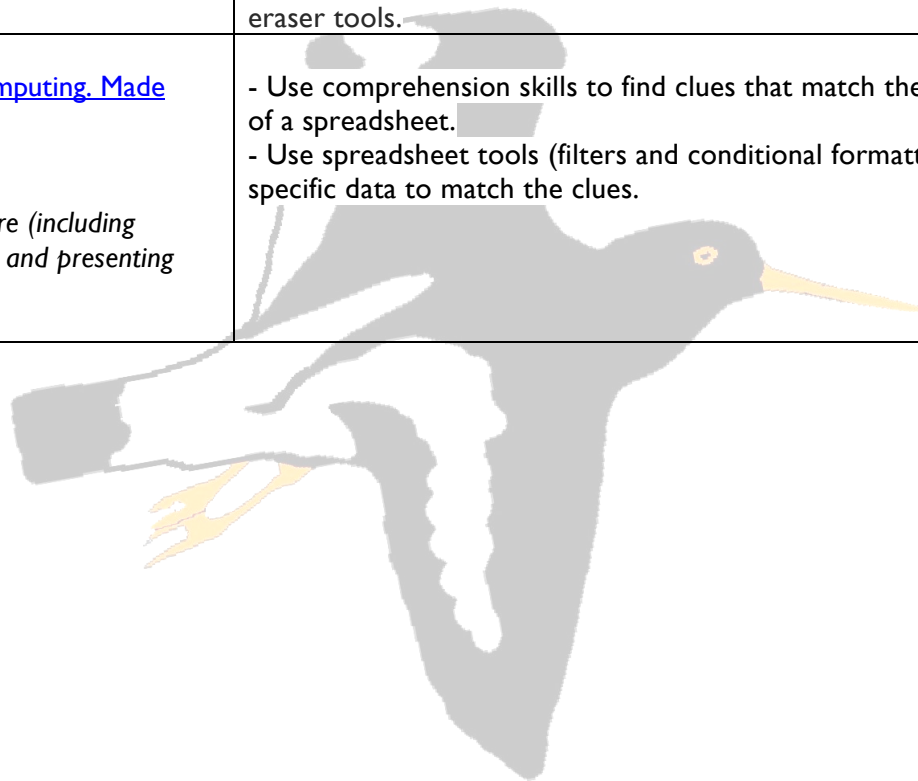 eraser tools.
mputing. Made
re (including
and presenting
- Use comprehension skills to find clues that match the
of a spreadsheet.
- Use spreadsheet tools (filters and conditional formatt
specific data to match the clues.